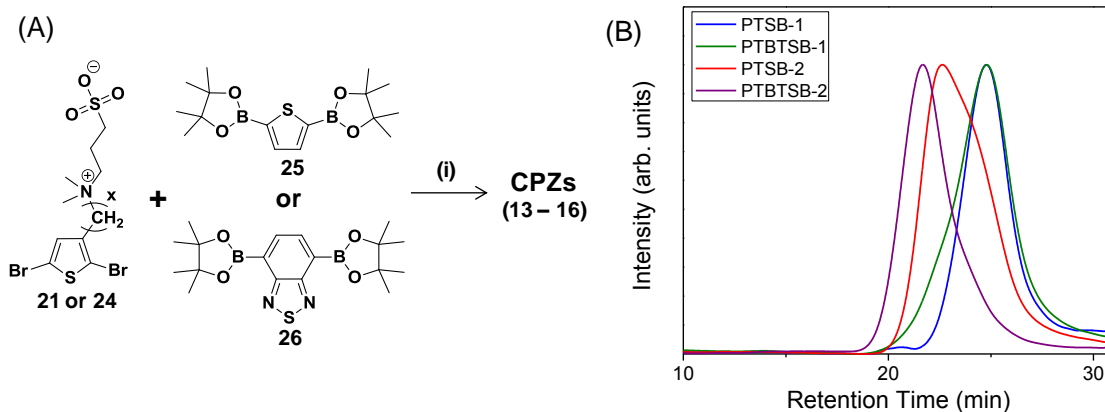 (A)
O⊖
O
S
O
N⊕
x
CH2
Br
S
Br
21 or 24
+
O
B
O
S
O
B
O
25
or
O
B
O
O
B
O
N
N
S
26
(i)
CPZs
(13 – 16)
(B)
PTSB-1
PTBTSB-1
PTSB-2
PTBTSB-2
Intensity (arb. units)
10
20
30
Retention Time (min)